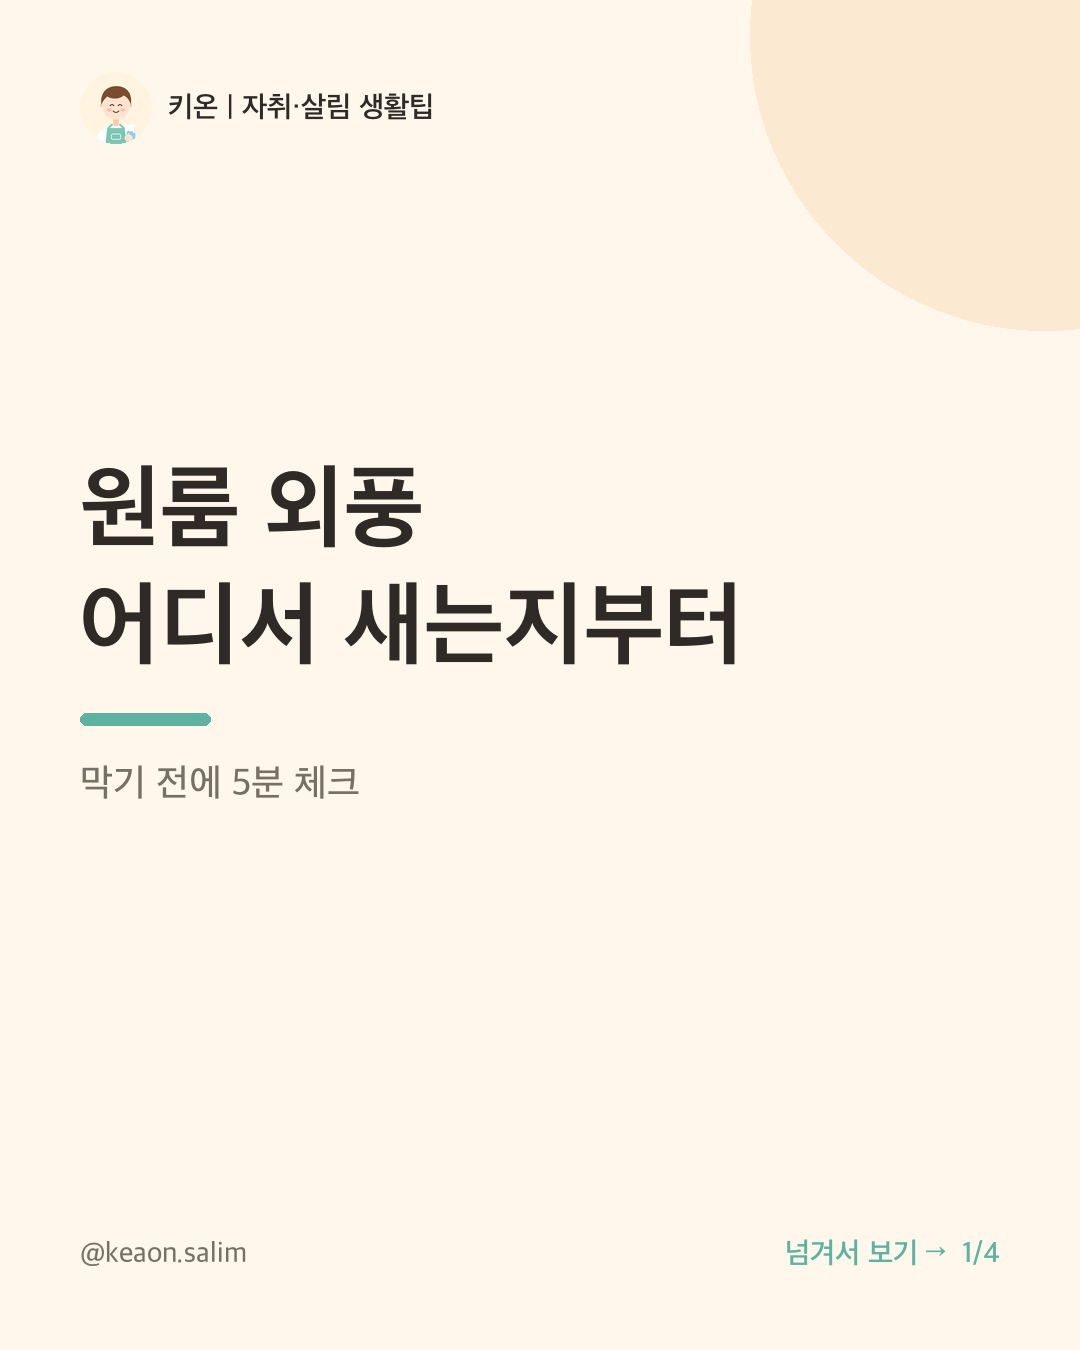 키온 | 자취·살림 생활팁
원룸 외풍
어디서 새는지부터
막기 전에 5분 체크
@keaon.salim
넘겨서 보기 → 1/4